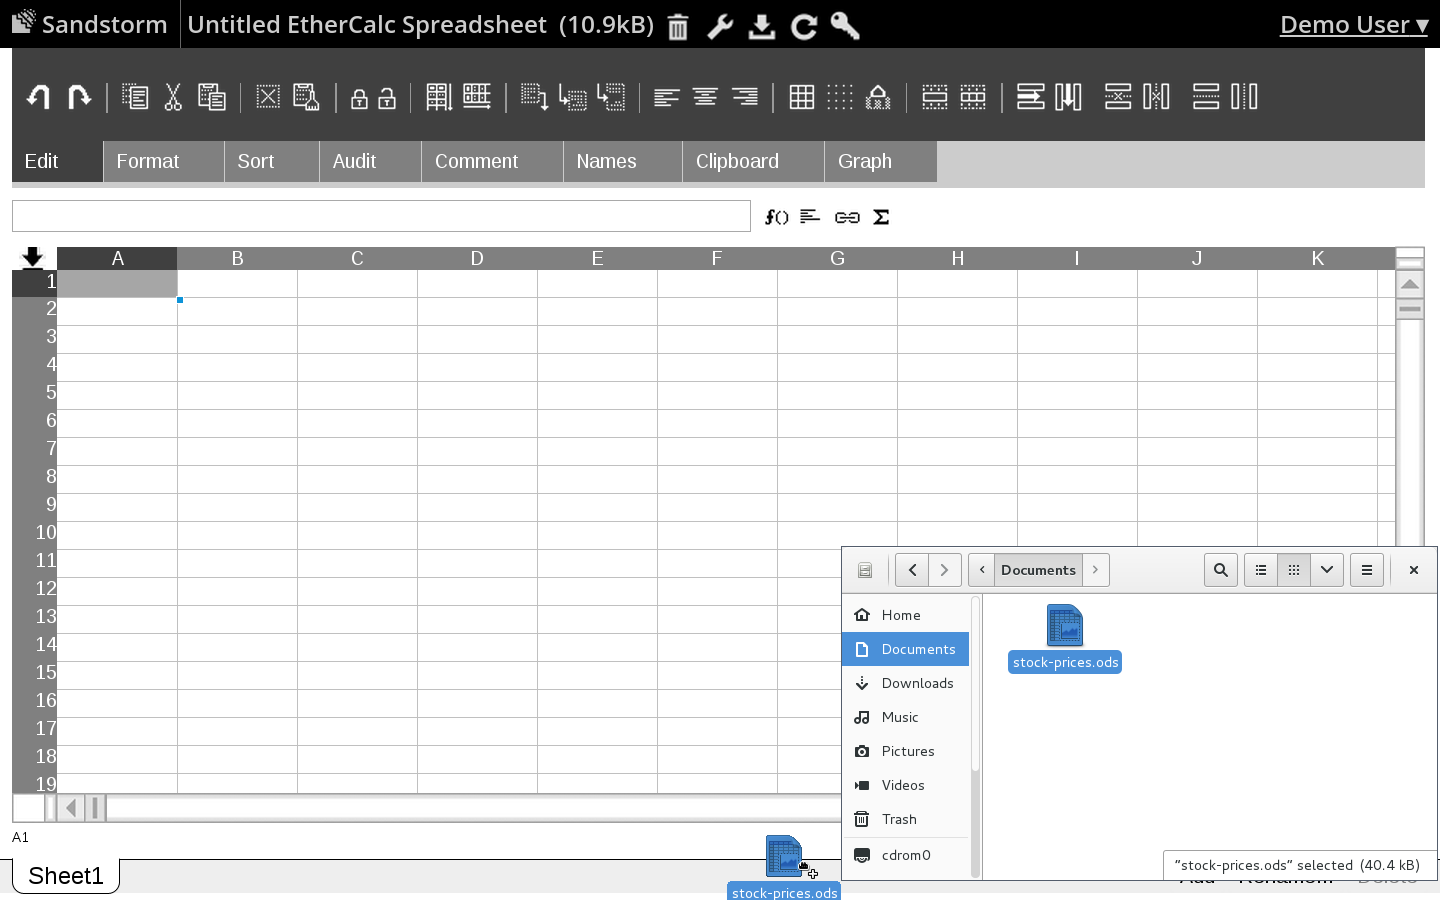 Sandstorm
Untitled EtherCalc Spreadsheet (10.9kB)
Demo User ▾
Edit
Format
Sort
Audit
Comment
Names
Clipboard
Graph
f()
Σ
A B C D E F G H I J K
1
2
3
4
5
6
7
8
9
10
11
12
13
14
15
16
17
18
19
Documents
Home
Documents
Downloads
Music
Pictures
Videos
Trash
cdrom0
stock-prices.ods
"stock-prices.ods" selected (40.4 kB)
A1
Sheet1
stock-prices.ods